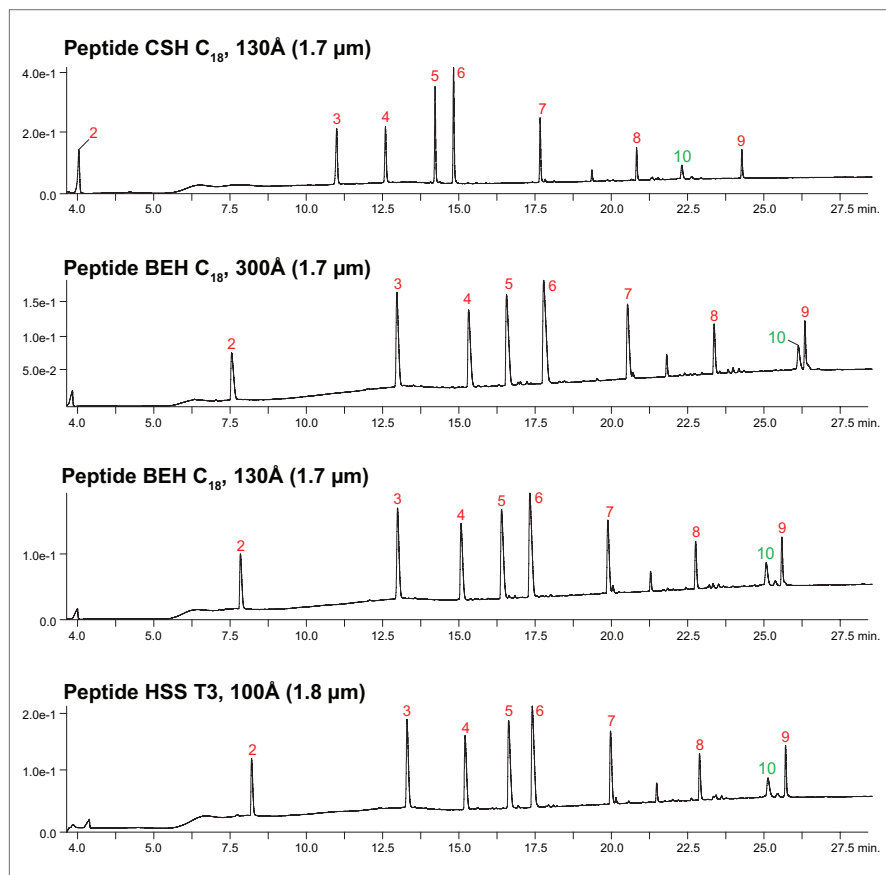 Peptide CSH C₁₈, 130Å (1.7 µm)
4.0e-1
2.0e-1
0.0
2 3 4 5 6 7 8 10 9
4.0 5.0 7.5 10.0 12.5 15.0 17.5 20.0 22.5 25.0 27.5 min.
Peptide BEH C₁₈, 300Å (1.7 µm)
1.5e-1
1.0e-1
5.0e-2
2 3 4 5 6 7 8 10 9
4.0 5.0 7.5 10.0 12.5 15.0 17.5 20.0 22.5 25.0 27.5 min.
Peptide BEH C₁₈, 130Å (1.7 µm)
1.0e-1
0.0
2 3 4 5 6 7 8 10 9
4.0 5.0 7.5 10.0 12.5 15.0 17.5 20.0 22.5 25.0 27.5 min.
Peptide HSS T3, 100Å (1.8 µm)
2.0e-1
1.0e-1
0.0
2 3 4 5 6 7 8 10 9
4.0 5.0 7.5 10.0 12.5 15.0 17.5 20.0 22.5 25.0 27.5 min.